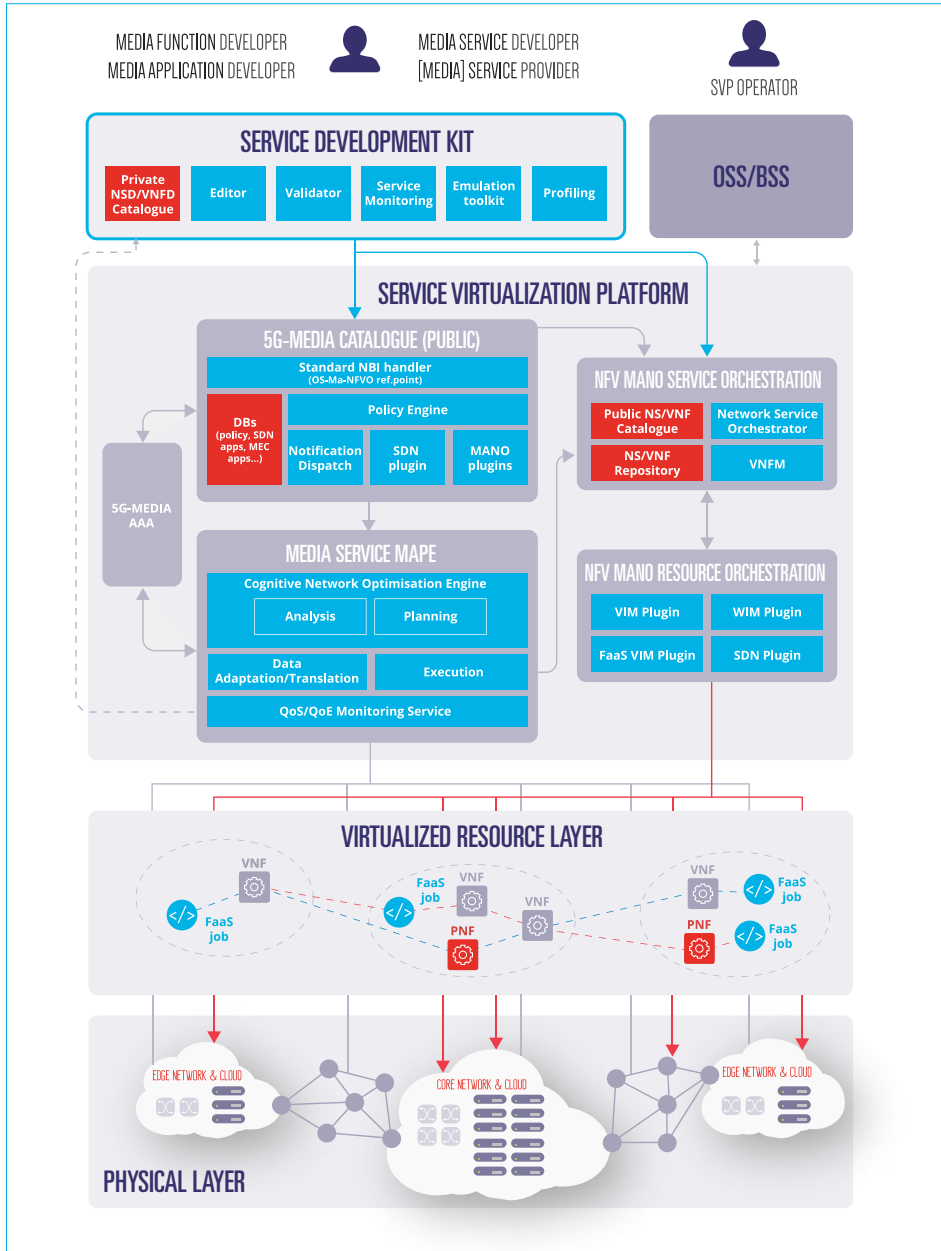 MEDIA FUNCTION DEVELOPER
MEDIA APPLICATION DEVELOPER
MEDIA SERVICE DEVELOPER
[MEDIA] SERVICE PROVIDER
SVP OPERATOR
SERVICE DEVELOPMENT KIT
Private
NSD/VNFD
Catalogue
Editor
Validator
Service
Monitoring
Emulation
toolkit
Profiling
OSS/BSS
SERVICE VIRTUALIZATION PLATFORM
5G-MEDIA CATALOGUE (PUBLIC)
Standard NBI handler
(OS-Ma-NFVO ref.point)
DBs
(policy, SDN
apps, MEC
apps...)
Policy Engine
Notification
Dispatch
SDN
plugin
MANO
plugins
5G-MEDIA
AAA
MEDIA SERVICE MAPE
Cognitive Network Optimisation Engine
Analysis
Planning
Data
Adaptation/Translation
Execution
QoS/QoE Monitoring Service
NFV MANO SERVICE ORCHESTRATION
Public NS/VNF
Catalogue
Network Service
Orchestrator
NS/VNF
Repository
VNFM
NFV MANO RESOURCE ORCHESTRATION
VIM Plugin
WIM Plugin
FaaS VIM Plugin
SDN Plugin
VIRTUALIZED RESOURCE LAYER
VNF
FaaS
job
FaaS
job
VNF
VNF
PNF
VNF
FaaS
job
PNF
FaaS
job
EDGE NETWORK & CLOUD
CORE NETWORK & CLOUD
EDGE NETWORK & CLOUD
PHYSICAL LAYER